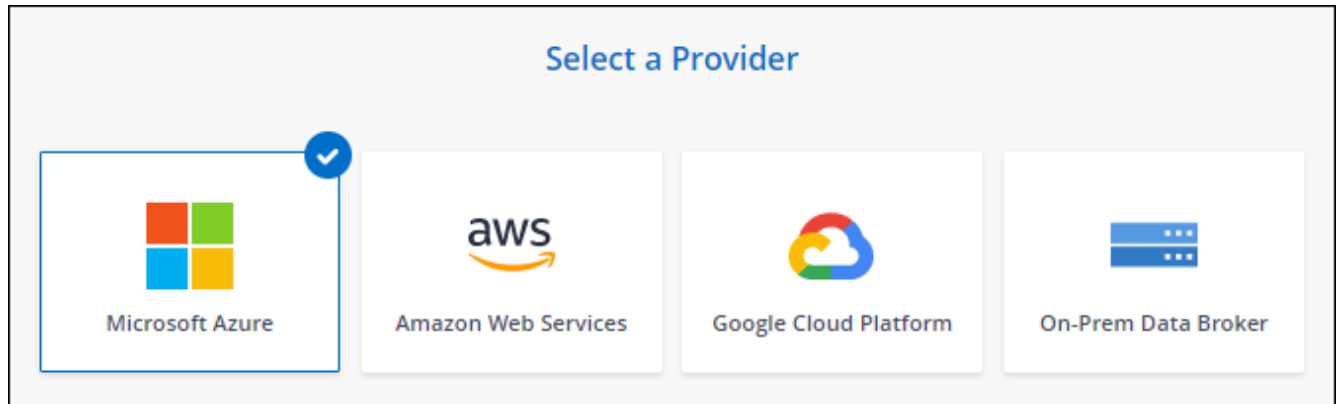 Select a Provider
aws
Microsoft Azure
Amazon Web Services
Google Cloud Platform
On-Prem Data Broker